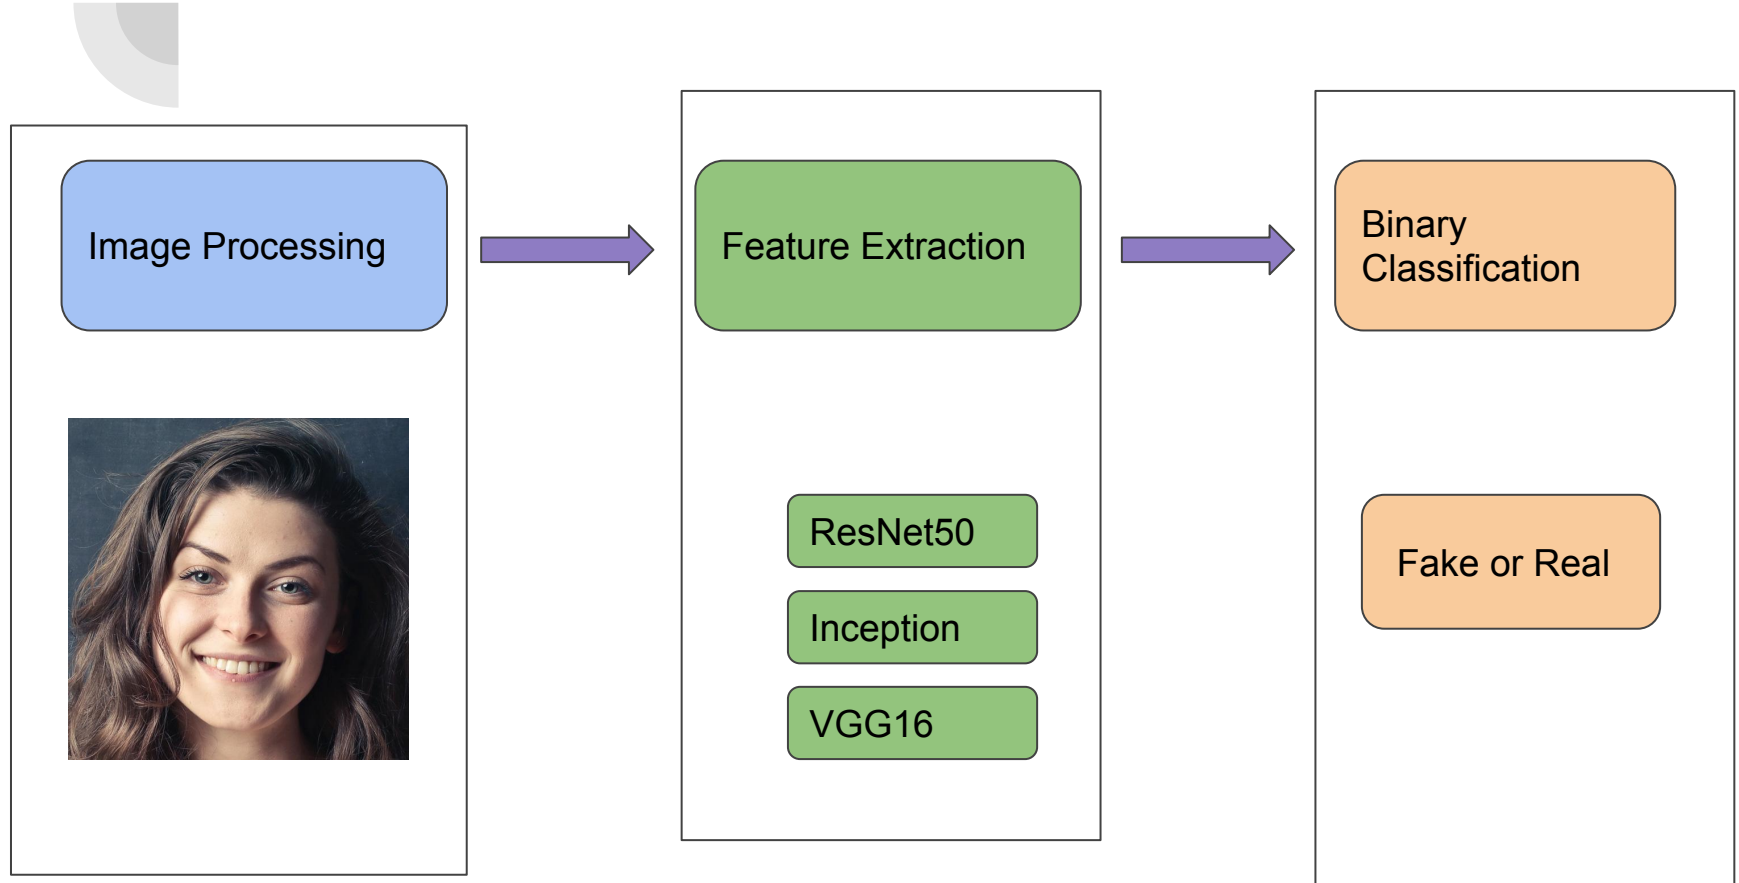 Image Processing
Feature Extraction
Binary
Classification
ResNet50
Inception
VGG16
Fake or Real